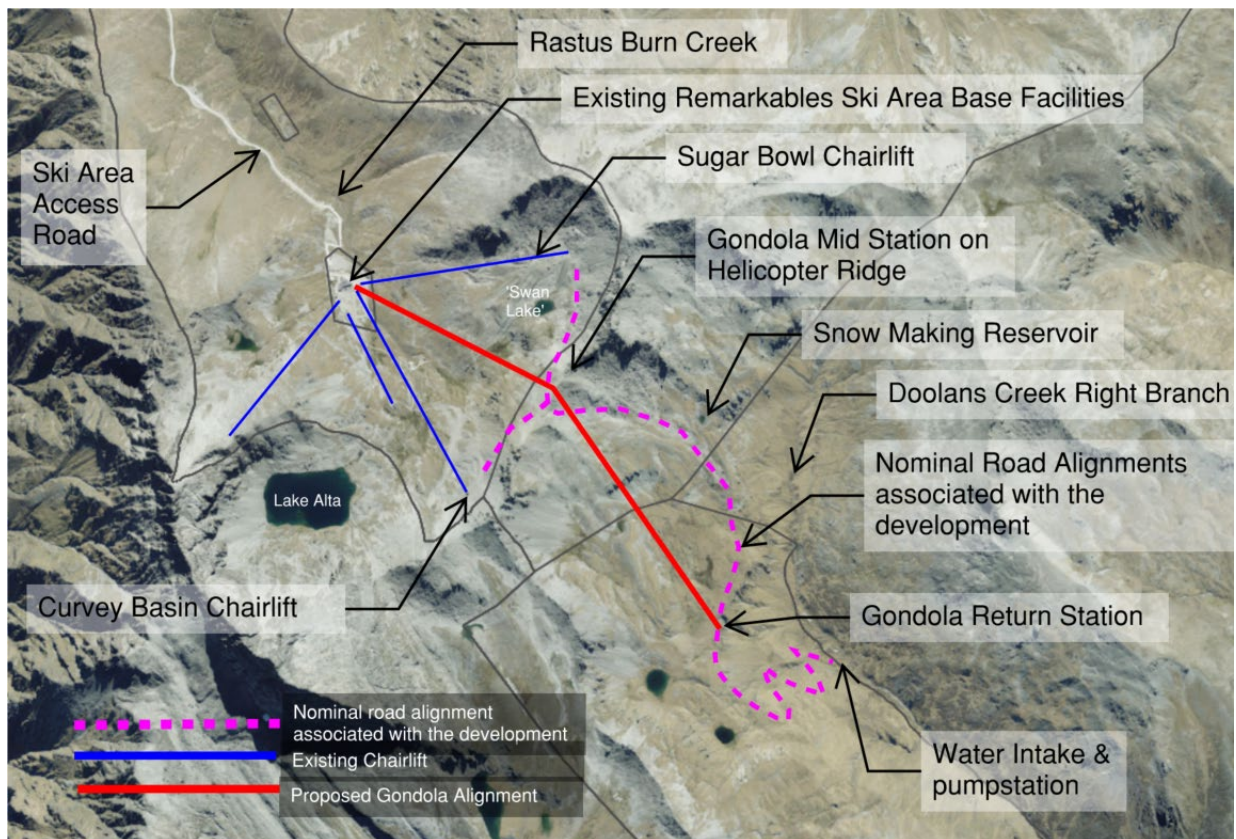 Rastus Burn Creek
Existing Remarkables Ski Area Base Facilities
Sugar Bowl Chairlift
Ski Area
Access
Road
Gondola Mid Station on
Helicopter Ridge
'Swan
Lake'
Snow Making Reservoir
Doolans Creek Right Branch
Nominal Road Alignments
associated with the
development
Lake Alta
Curvey Basin Chairlift
Gondola Return Station
Water Intake &
pumpstation
Nominal road alignment
associated with the development
Existing Chairlift
Proposed Gondola Alignment